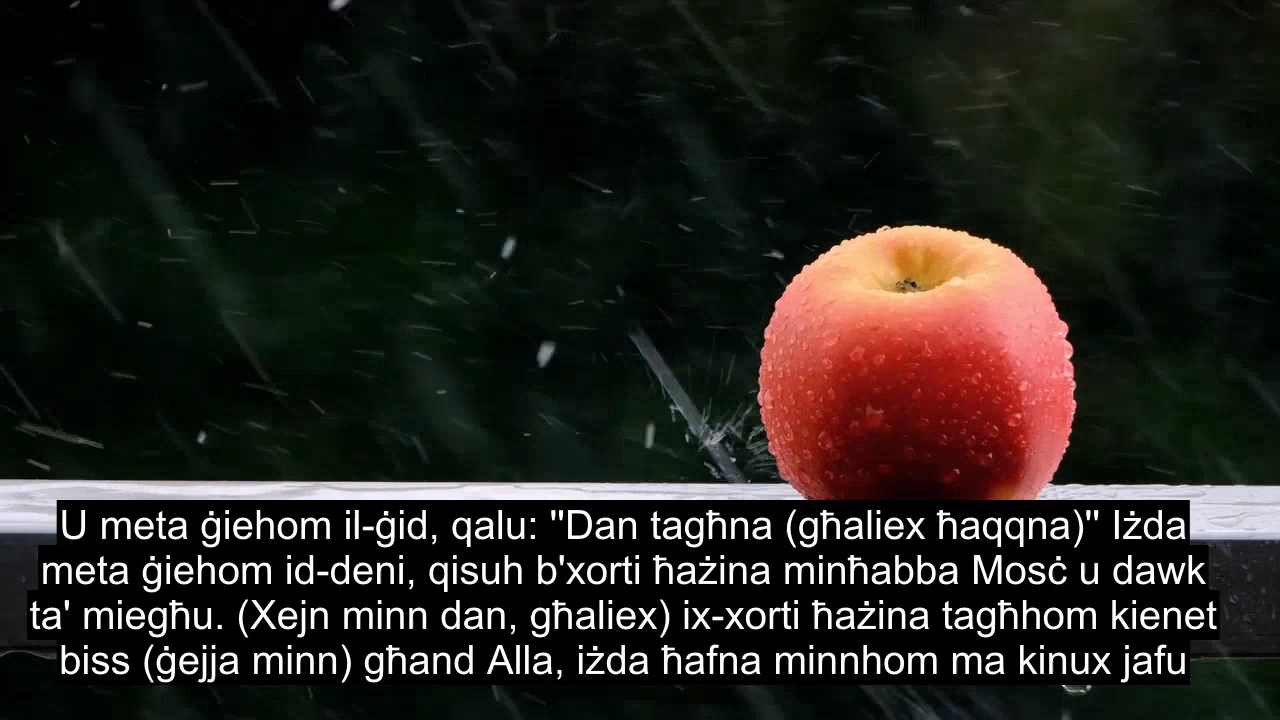 U meta ġiehom il-ġid, qalu: "Dan tagħna (għaliex ħaqqna)" Iżda
meta ġiehom id-deni, qisuh b'xorti ħażina minħabba Mosċ u dawk
ta' miegħu. (Xejn minn dan, għaliex) ix-xorti ħażina tagħhom kienet
biss (ġejja minn) għand Alla, iżda ħafna minnhom ma kinux jafu